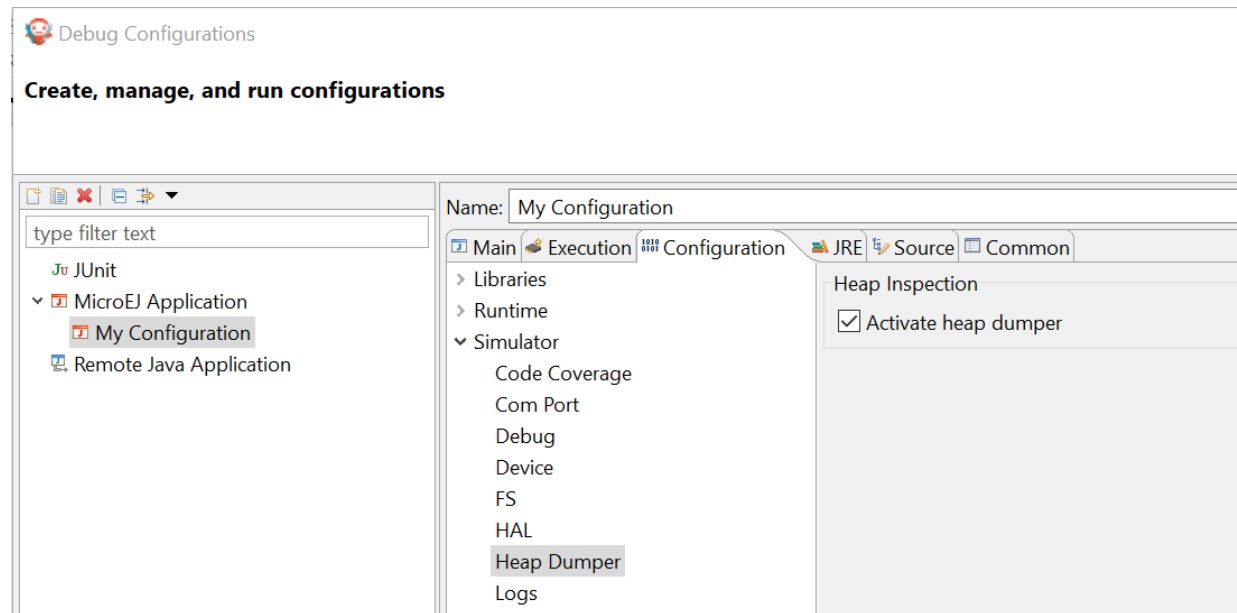 Debug Configurations
Create, manage, and run configurations
type filter text
JUnit
MicroEJ Application
My Configuration
Remote Java Application
Name: My Configuration
Main Execution Configuration JRE Source Common
Libraries
Runtime
Simulator
Code Coverage
Com Port
Debug
Device
FS
HAL
Heap Dumper
Logs
Heap Inspection
Activate heap dumper